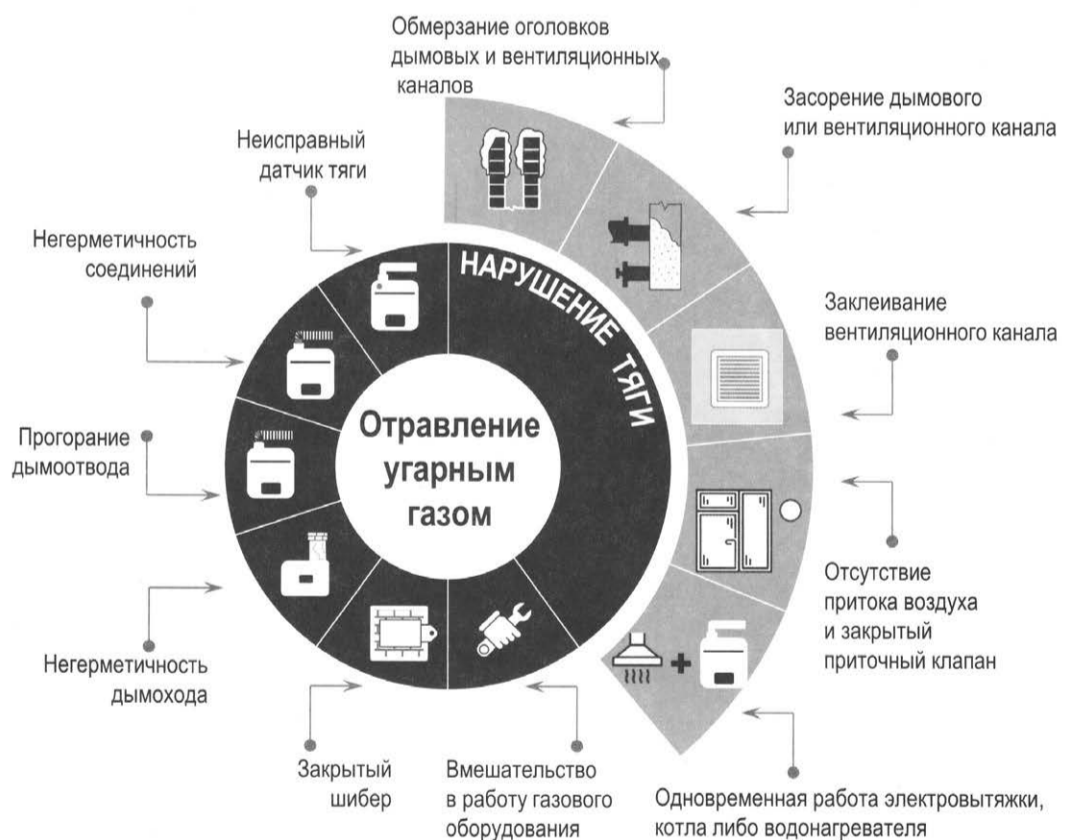 Обмерзание оголовков
дымовых и вентиляционных
каналов
Засорение дымового
или вентиляционного канала
Неисправный
датчик тяги
Негерметичность
соединений
Заклеивание
вентиляционного канала
НАРУШЕНИЕ ТЯГИ
Отравление
угарным
газом
Прогорание
дымоотвода
Отсутствие
притока воздуха
и закрытый
приточный клапан
Негерметичность
дымохода
Закрытый
шибер
Вмешательство
в работу газового
оборудования
Одновременная работа электровытяжки,
котла либо водонагревателя